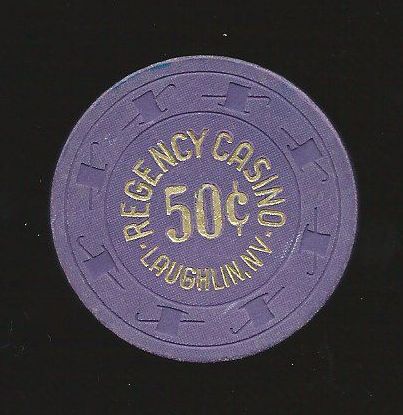 REGENCY CASINO
50¢
LAUGHLIN, NV.